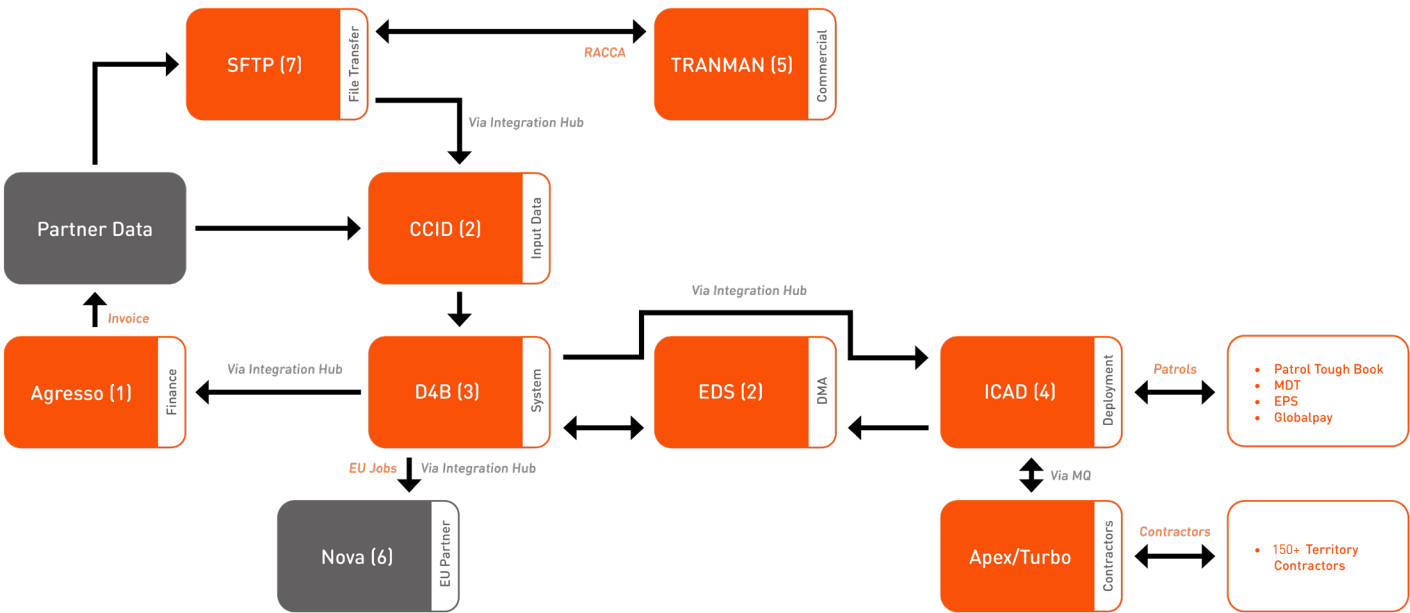 SFTP (7)
File Transfer
RACCA
TRANMAN (5)
Commercial
Via Integration Hub
Partner Data
CCID (2)
Input Data
Via Integration Hub
Invoice
Agresso (1)
Finance
Via Integration Hub
D4B (3)
System
EDS (2)
DMA
ICAD (4)
Deployment
Patrols
• Patrol Tough Book
• MDT
• EPS
• Globalpay
EU Jobs
Via Integration Hub
Via MQ
Nova (6)
EU Partner
Apex/Turbo
Contractors
Contractors
• 150+ Territory
Contractors